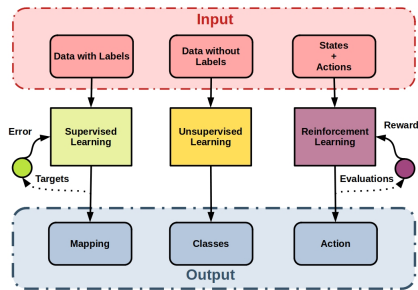 Input
Data with Labels
Data without
Labels
States
+
Actions
Error
Supervised
Learning
Unsupervised
Learning
Reinforcement
Learning
Reward
Targets
Evaluations
Mapping
Classes
Action
Output